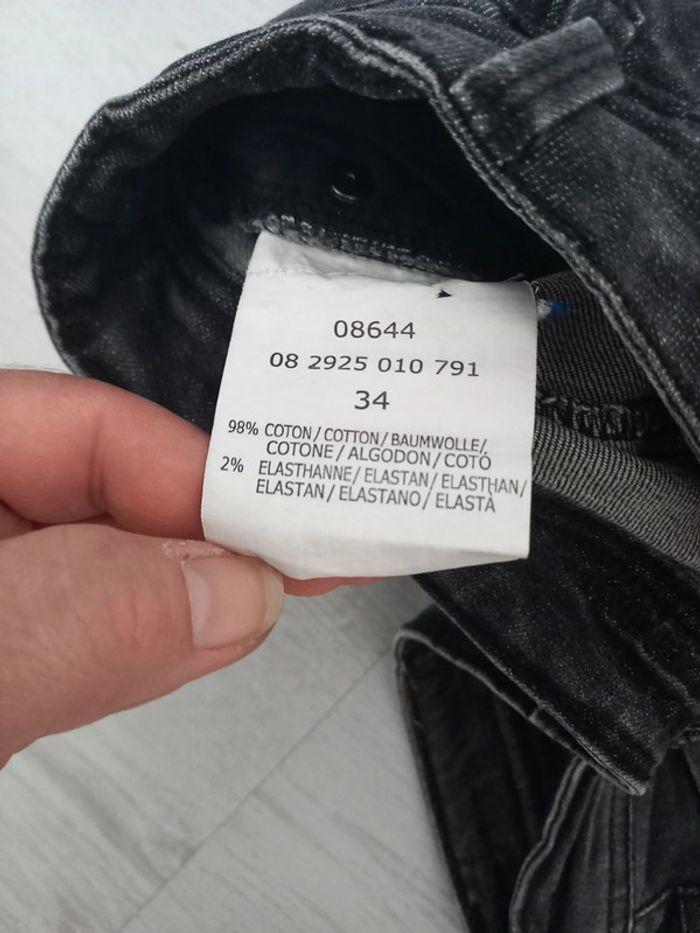 08644
08 2925 010 791
34
98% COTON / COTTON / BAUMWOLLE/
COTONE / ALGODON / COTÓ
2% ELASTHANNE/ ELASTAN / ELASTHAN/
ELASTAN / ELASTANO / ELASTÀ